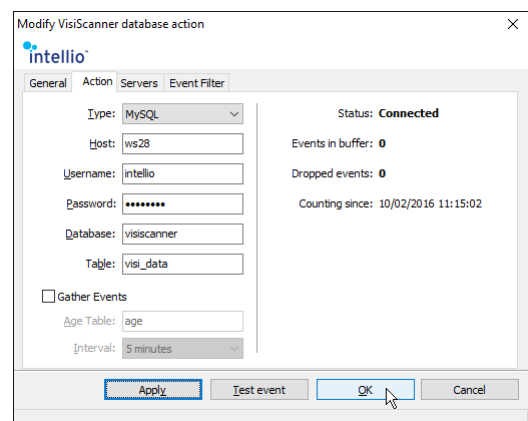 Modify VisiScanner database action
intellio
General Action Servers Event Filter
Type: MySQL
Host: ws28
Username: intellio
Password: ••••••••
Database: visiscanner
Table: visi_data
Gather Events
Age Table: age
Interval: 5 minutes
Status: Connected
Events in buffer: 0
Dropped events: 0
Counting since: 10/02/2016 11:15:02
Apply Test event OK Cancel